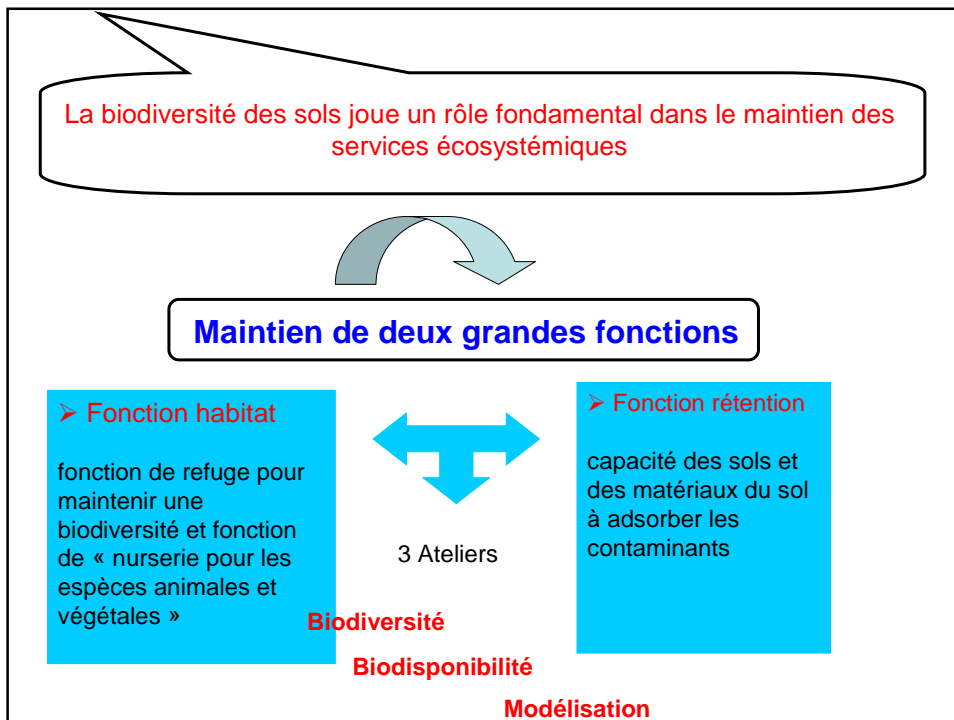 La biodiversité des sols joue un rôle fondamental dans le maintien des
services écosystémiques
Maintien de deux grandes fonctions
➢ Fonction habitat
fonction de refuge pour
maintenir une
biodiversité et fonction
de « nurserie pour les
espèces animales et
végétales »
➢ Fonction rétention
capacité des sols et
des matériaux du sol
à adsorber les
contaminants
3 Ateliers
Biodiversité
Biodisponibilité
Modélisation